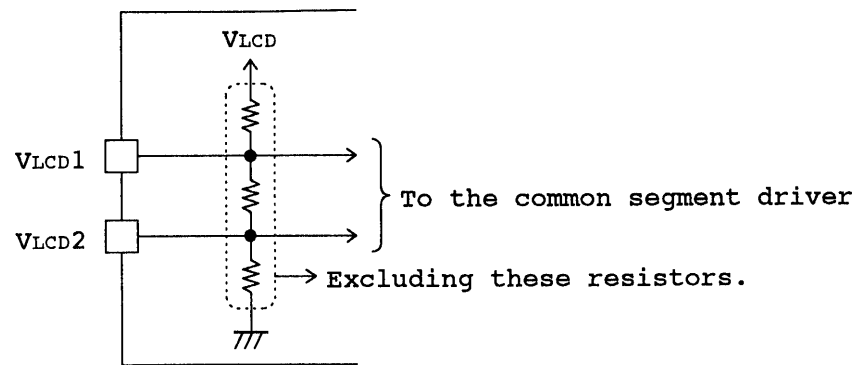 VLCD
VLCD1
To the common segment driver
VLCD2
Excluding these resistors.